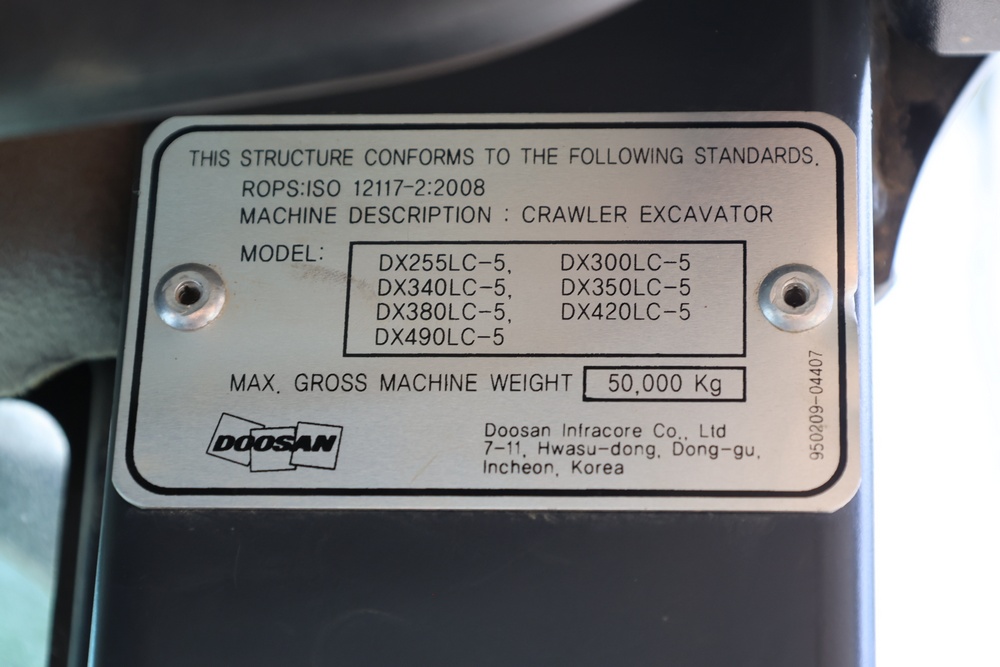 THIS STRUCTURE CONFORMS TO THE FOLLOWING STANDARDS.
ROPS:ISO 12117-2:2008
MACHINE DESCRIPTION : CRAWLER EXCAVATOR
MODEL:
DX255LC-5, DX300LC-5
DX340LC-5, DX350LC-5
DX380LC-5, DX420LC-5
DX490LC-5
MAX. GROSS MACHINE WEIGHT 50,000 Kg
DOOSAN
Doosan Infracore Co., Ltd
7-11, Hwasu-dong, Dong-gu,
Incheon, Korea
950209-04407